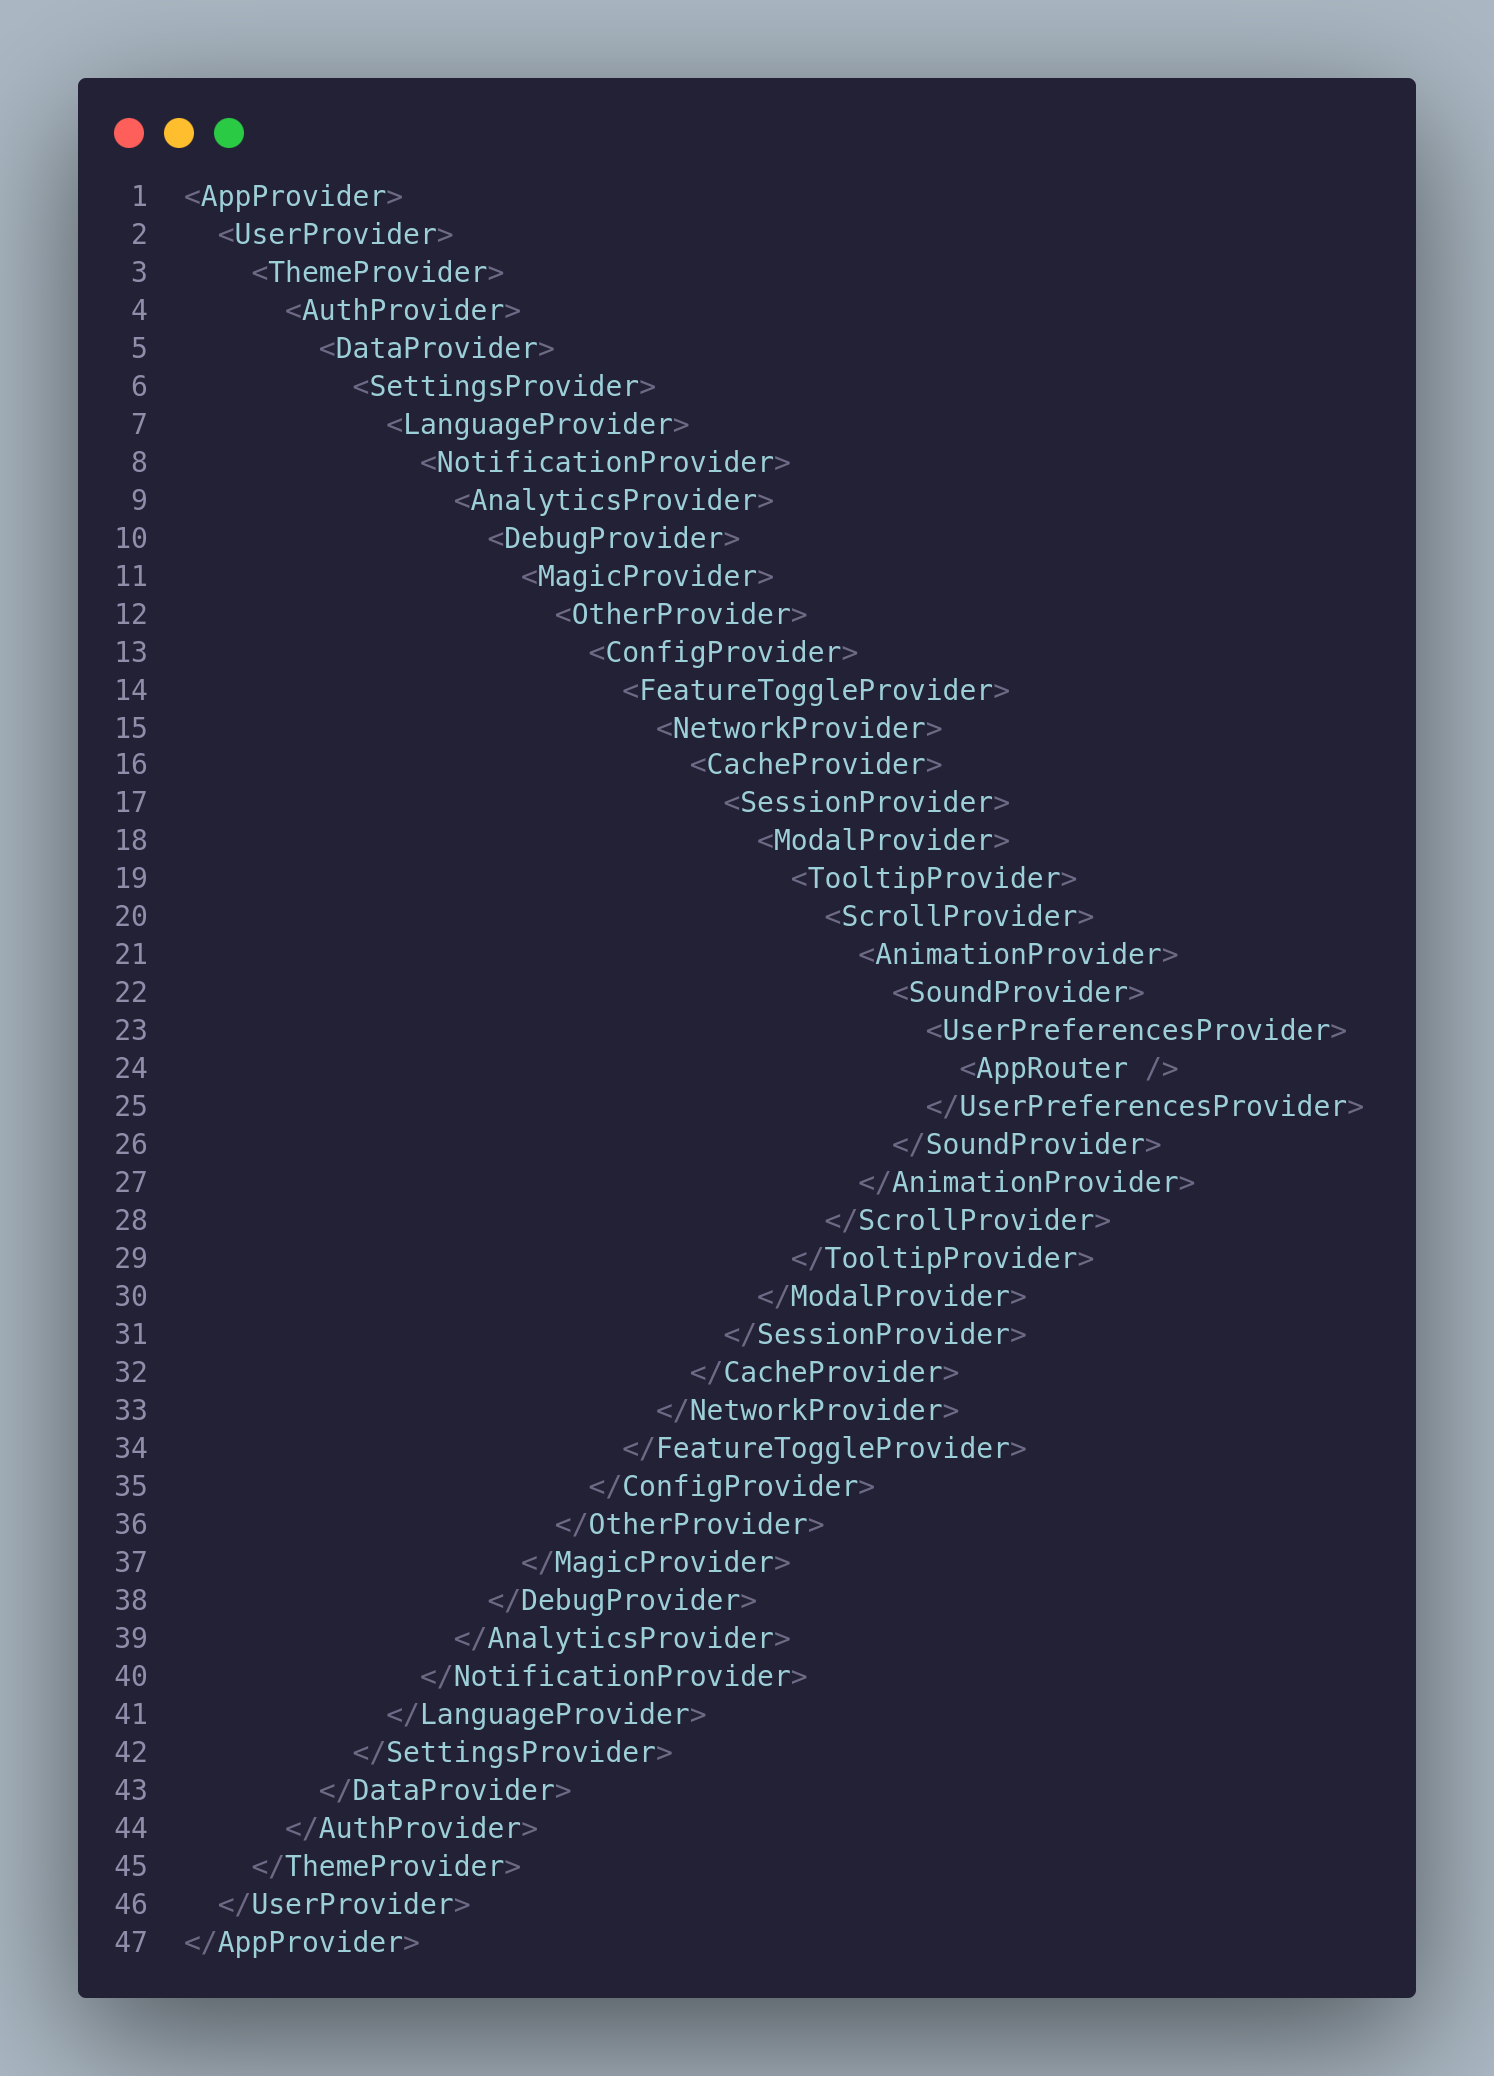 1 <AppProvider>
2   <UserProvider>
3     <ThemeProvider>
4       <AuthProvider>
5         <DataProvider>
6           <SettingsProvider>
7             <LanguageProvider>
8               <NotificationProvider>
9                 <AnalyticsProvider>
10                   <DebugProvider>
11                     <MagicProvider>
12                       <OtherProvider>
13                         <ConfigProvider>
14                           <FeatureToggleProvider>
15                             <NetworkProvider>
16                               <CacheProvider>
17                                 <SessionProvider>
18                                   <ModalProvider>
19                                     <TooltipProvider>
20                                       <ScrollProvider>
21                                         <AnimationProvider>
22                                           <SoundProvider>
23                                             <UserPreferencesProvider>
24                                               <AppRouter />
25                                             </UserPreferencesProvider>
26                                           </SoundProvider>
27                                         </AnimationProvider>
28                                       </ScrollProvider>
29                                     </TooltipProvider>
30                                   </ModalProvider>
31                                 </SessionProvider>
32                               </CacheProvider>
33                             </NetworkProvider>
34                           </FeatureToggleProvider>
35                         </ConfigProvider>
36                       </OtherProvider>
37                     </MagicProvider>
38                   </DebugProvider>
39                 </AnalyticsProvider>
40               </NotificationProvider>
41             </LanguageProvider>
42           </SettingsProvider>
43         </DataProvider>
44       </AuthProvider>
45     </ThemeProvider>
46   </UserProvider>
47 </AppProvider>